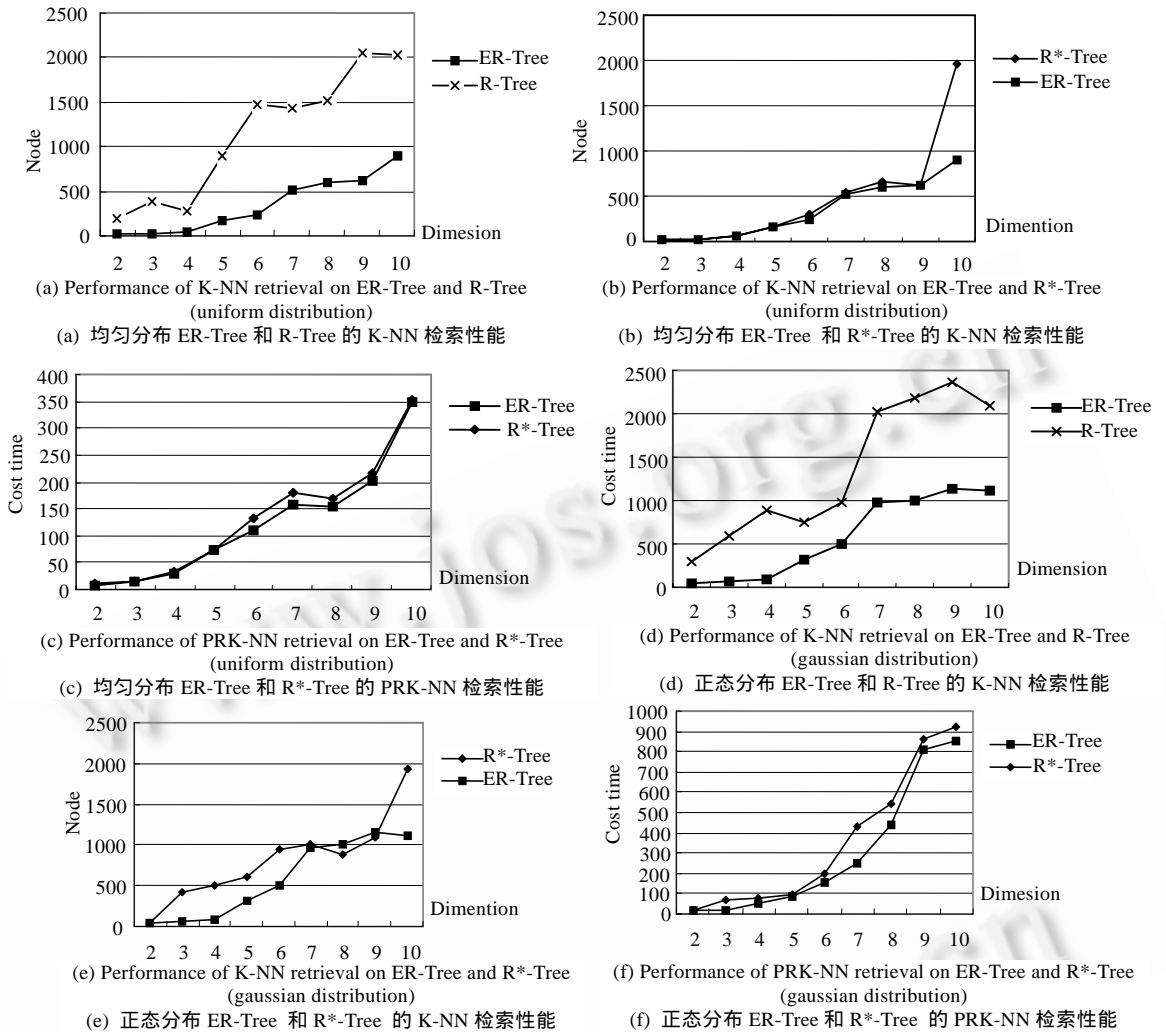 2500
2000
1500
1000
500
0
Node
2 3 4 5 6 7 8 9 10
Dimesion
ER-Tree
R-Tree
(a) Performance of K-NN retrieval on ER-Tree and R-Tree
(uniform distribution)
(a) 均匀分布 ER-Tree 和 R-Tree 的 K-NN 检索性能
2500
2000
1500
1000
500
0
Node
2 3 4 5 6 7 8 9 10
Dimention
R*-Tree
ER-Tree
(b) Performance of K-NN retrieval on ER-Tree and R*-Tree
(uniform distribution)
(b) 均匀分布 ER-Tree 和 R*-Tree 的 K-NN 检索性能
400
350
300
250
200
150
100
50
0
Cost time
2 3 4 5 6 7 8 9 10
Dimension
ER-Tree
R*-Tree
(c) Performance of PRK-NN retrieval on ER-Tree and R*-Tree
(uniform distribution)
(c) 均匀分布 ER-Tree 和 R*-Tree 的 PRK-NN 检索性能
2500
2000
1500
1000
500
0
Cost time
2 3 4 5 6 7 8 9 10
Dimension
ER-Tree
R-Tree
(d) Performance of K-NN retrieval on ER-Tree and R-Tree
(gaussian distribution)
(d) 正态分布 ER-Tree 和 R-Tree 的 K-NN 检索性能
2500
2000
1500
1000
500
0
Node
2 3 4 5 6 7 8 9 10
Dimention
R*-Tree
ER-Tree
(e) Performance of K-NN retrieval on ER-Tree and R*-Tree
(gaussian distribution)
(e) 正态分布 ER-Tree 和 R*-Tree 的 K-NN 检索性能
1000
900
800
700
600
500
400
300
200
100
0
Cost time
2 3 4 5 6 7 8 9 10
Dimesion
ER-Tree
R*-Tree
(f) Performance of PRK-NN retrieval on ER-Tree and R*-Tree
(gaussian distribution)
(f) 正态分布 ER-Tree 和 R*-Tree 的 PRK-NN 检索性能
www.jos.org.cn
cn